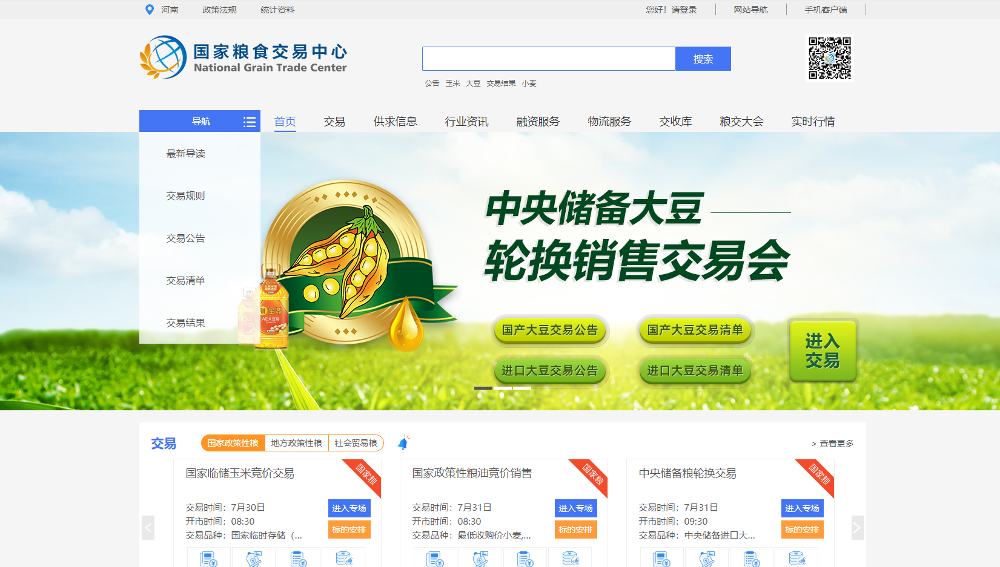 河南 政策法规 统计资料 您好！请登录 网站导航 手机客户端
国家粮食交易中心
National Grain Trade Center
搜索
公告 玉米 大豆 交易结果 小麦
导航 首页 交易 供求信息 行业资讯 融资服务 物流服务 交收库 粮交大会 实时行情
最新导读
交易规则
交易公告
交易清单
交易结果
中央储备大豆
轮换销售交易会
金鼎
AE大豆油
国产大豆交易公告 国产大豆交易清单
进口大豆交易公告 进口大豆交易清单
进入
交易
交易 国家政策性粮 地方政策性粮 社会贸易粮 > 查看更多
国家临储玉米竞价交易
国家粮
交易时间：7月30日
开市时间：08:30
交易品种：国家临时存储（...
进入专场
标的安排
国家政策性粮油竞价销售
国家粮
交易时间：7月31日
开市时间：08:30
交易品种：最低收购价小麦,...
进入专场
标的安排
中央储备粮轮换交易
国家粮
交易时间：7月31日
开市时间：09:30
交易品种：中央储备进口大...
进入专场
标的安排